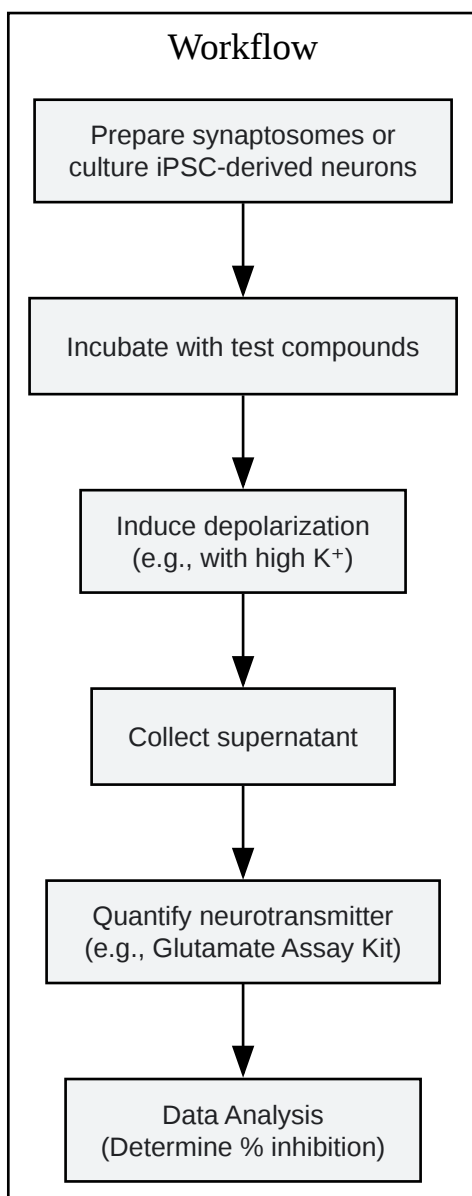 Workflow
Prepare synaptosomes or
culture iPSC-derived neurons
Incubate with test compounds
Induce depolarization
(e.g., with high K⁺)
Collect supernatant
Quantify neurotransmitter
(e.g., Glutamate Assay Kit)
Data Analysis
(Determine % inhibition)